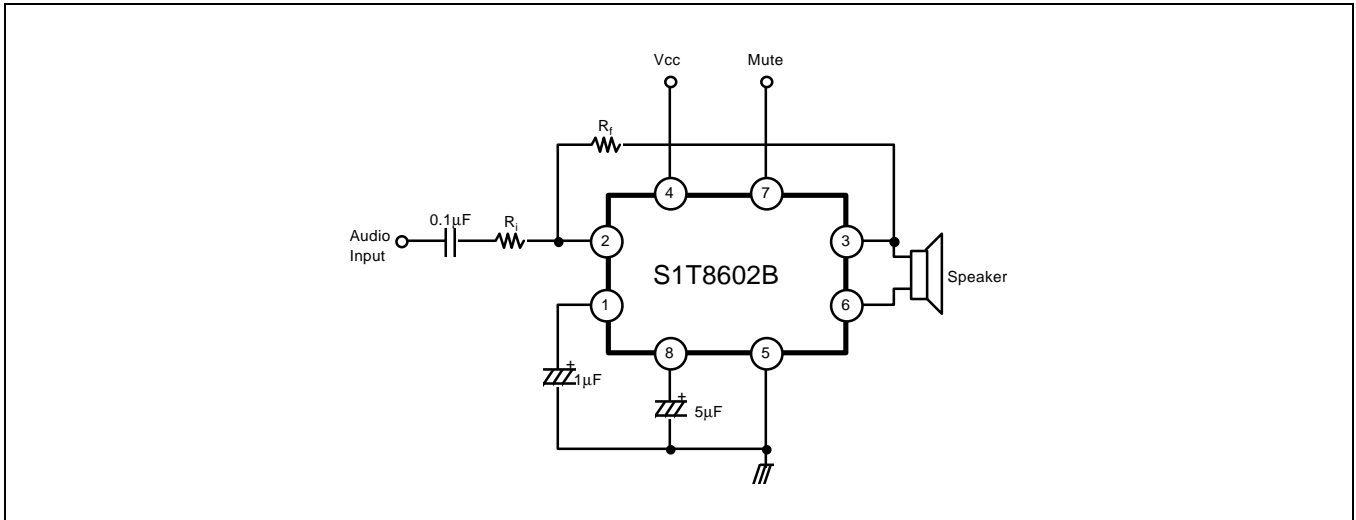 Vcc
Mute
Rf
0.1μF
Ri
Audio
Input
4
7
2
3
S1T8602B
Speaker
1
6
8
5
+
1μF
+
5μF